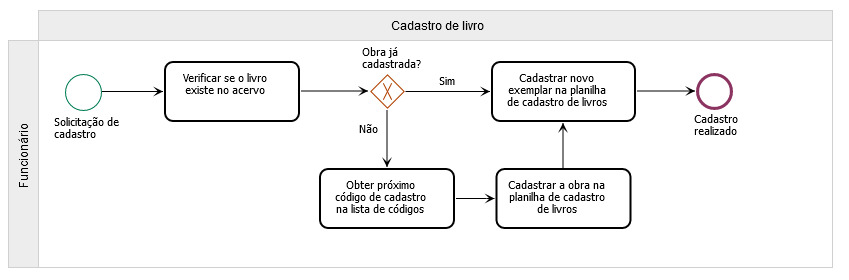 Cadastro de livro
Funcionário
Solicitação de
cadastro
Verificar se o livro
existe no acervo
Obra já
cadastrada?
Sim
Não
Cadastrar novo
exemplar na planilha
de cadastro de livros
Cadastro
realizado
Obter próximo
código de cadastro
na lista de códigos
Cadastrar a obra na
planilha de cadastro
de livros